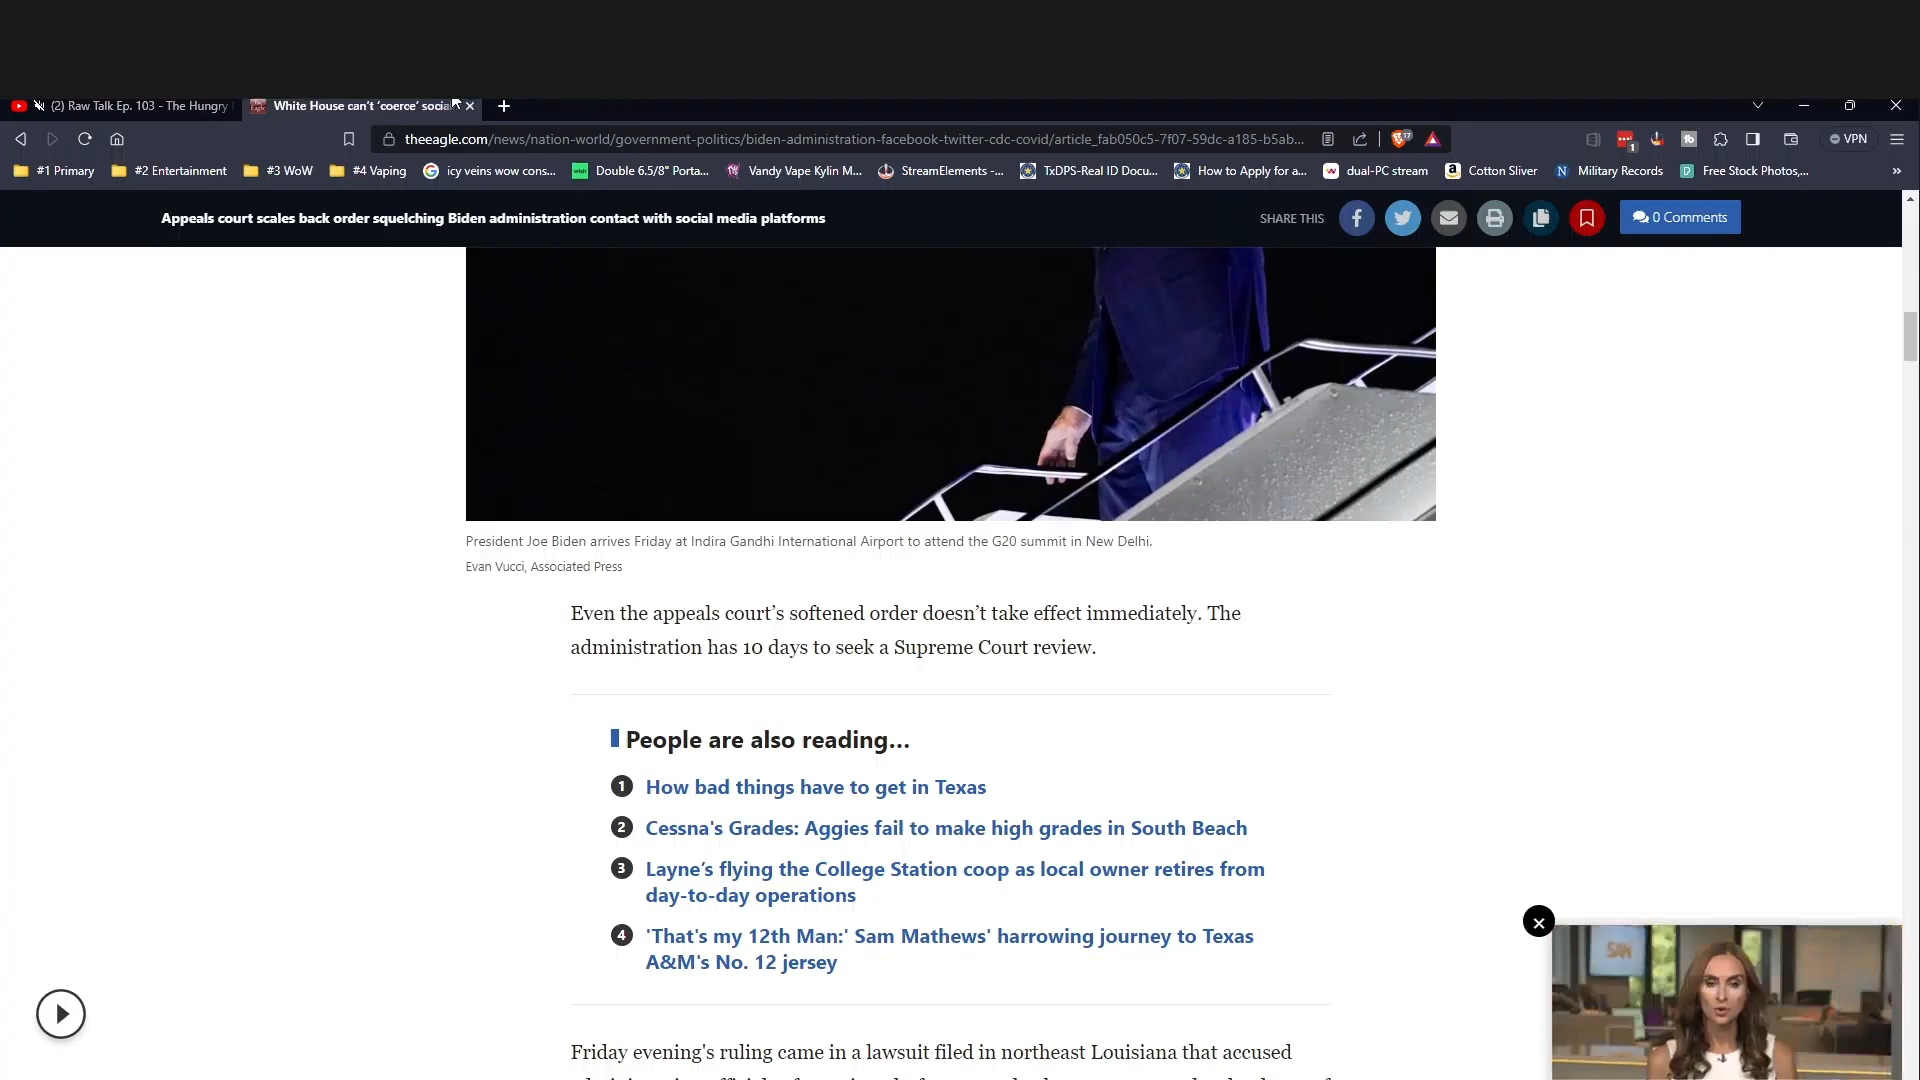 (2) Raw Talk Ep. 103 - The Hungry
White House can't 'coerce' socia
theeagle.com/news/nation-world/government-politics/biden-administration-facebook-twitter-cdc-covid/article_fab050c5-7f07-59dc-a185-b5ab...
17
1
VPN
#1 Primary
#2 Entertainment
#3 WoW
#4 Vaping
icy veins wow cons...
Double 6.5/8" Porta...
Vandy Vape Kylin M...
StreamElements -...
TxDPS-Real ID Docu...
How to Apply for a...
dual-PC stream
Cotton Sliver
Military Records
Free Stock Photos,...
Appeals court scales back order squelching Biden administration contact with social media platforms
SHARE THIS
0 Comments
President Joe Biden arrives Friday at Indira Gandhi International Airport to attend the G20 summit in New Delhi.
Evan Vucci, Associated Press
Even the appeals court’s softened order doesn’t take effect immediately. The
administration has 10 days to seek a Supreme Court review.
People are also reading…
1 How bad things have to get in Texas
2 Cessna's Grades: Aggies fail to make high grades in South Beach
3 Layne’s flying the College Station coop as local owner retires from
day-to-day operations
4 'That's my 12th Man:' Sam Mathews' harrowing journey to Texas
A&M's No. 12 jersey
SAN
Friday evening's ruling came in a lawsuit filed in northeast Louisiana that accused